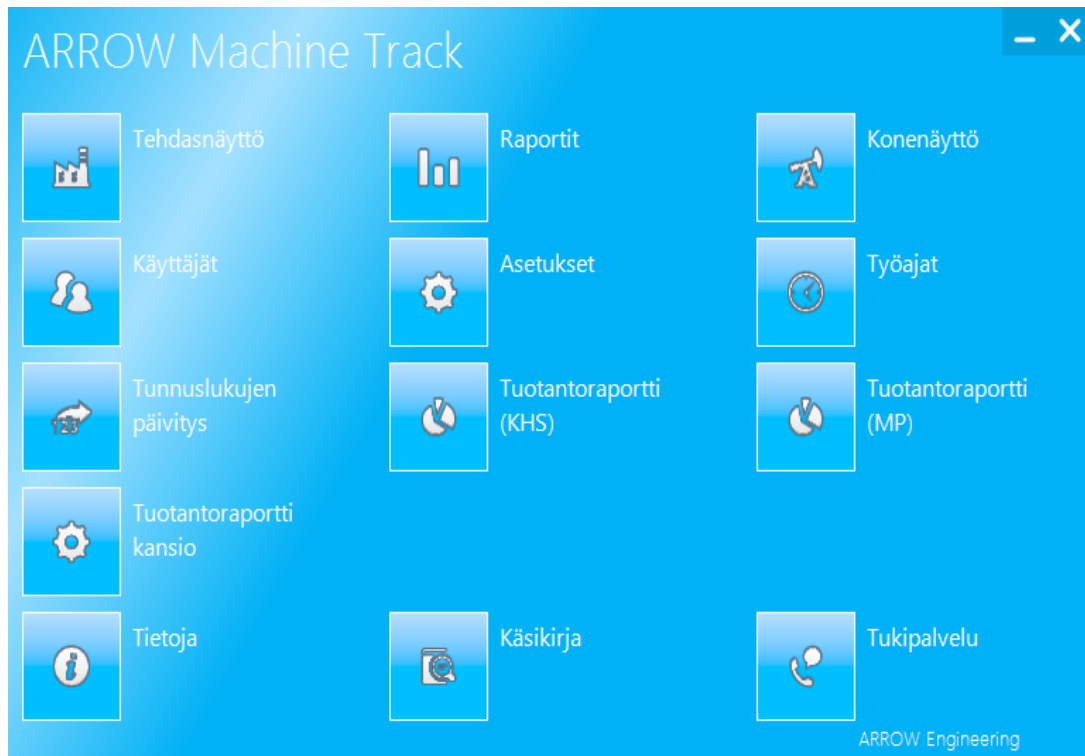 ARROW Machine Track
Tehdasnäyttö
Raportit
Konenäyttö
Käyttäjät
Asetukset
Työajat
Tunnuslukujen
päivitys
Tuotantoraportti
(KHS)
Tuotantoraportti
(MP)
Tuotantoraportti
kansio
Tietoja
Käsikirja
Tukipalvelu
ARROW Engineering